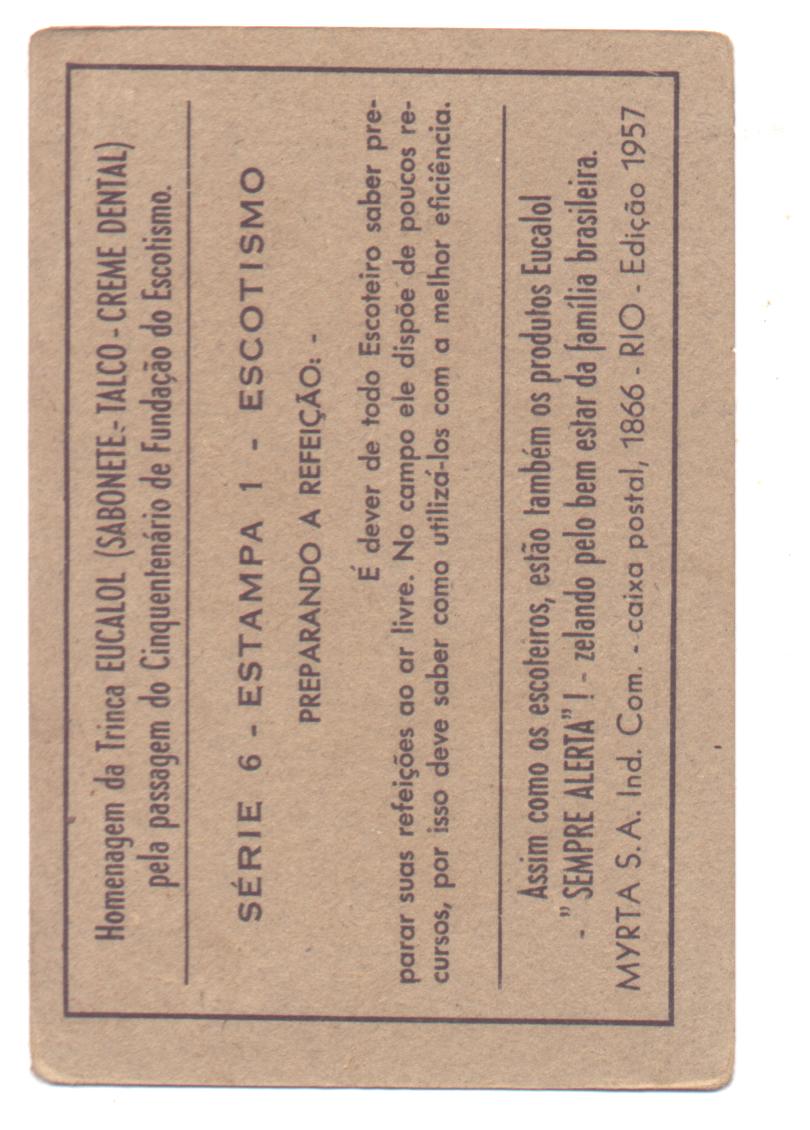 Homenagem da Trinca EUCALOL (SABONETE- TALCO - CREME DENTAL)
pela passagem do Cinquentenário de Fundação do Escotismo.
SÉRIE 6 - ESTAMPA 1 - ESCOTISMO
PREPARANDO A REFEIÇÃO: -
É dever de todo Escoteiro saber pre-
parar suas refeições ao ar livre. No campo ele dispõe de poucos re-
cursos, por isso deve saber como utilizá-los com a melhor eficiência.
Assim como os escoteiros, estão também os produtos Eucalol
- "SEMPRE ALERTA" ! - zelando pelo bem estar da família brasileira.
MYRTA S. A. Ind. Com. - caixa postal, 1866 - RIO - Edição 1957